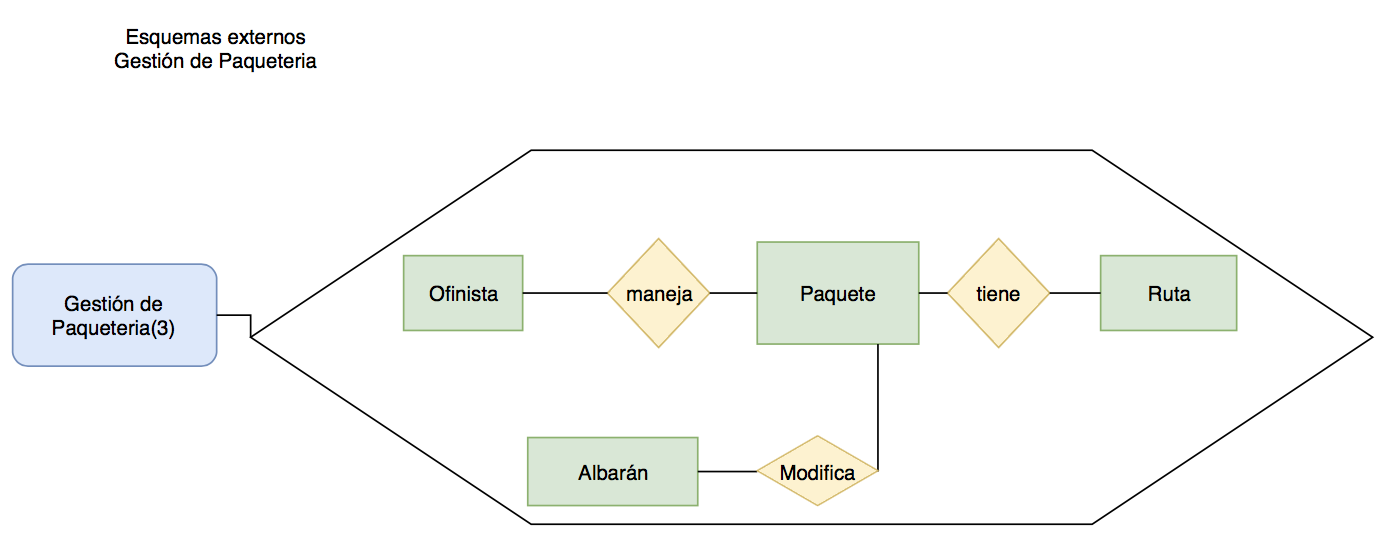 Esquemas externos
Gestión de Paqueteria
Gestión de
Paqueteria(3)
Ofinista
maneja
Paquete
tiene
Ruta
Albarán
Modifica